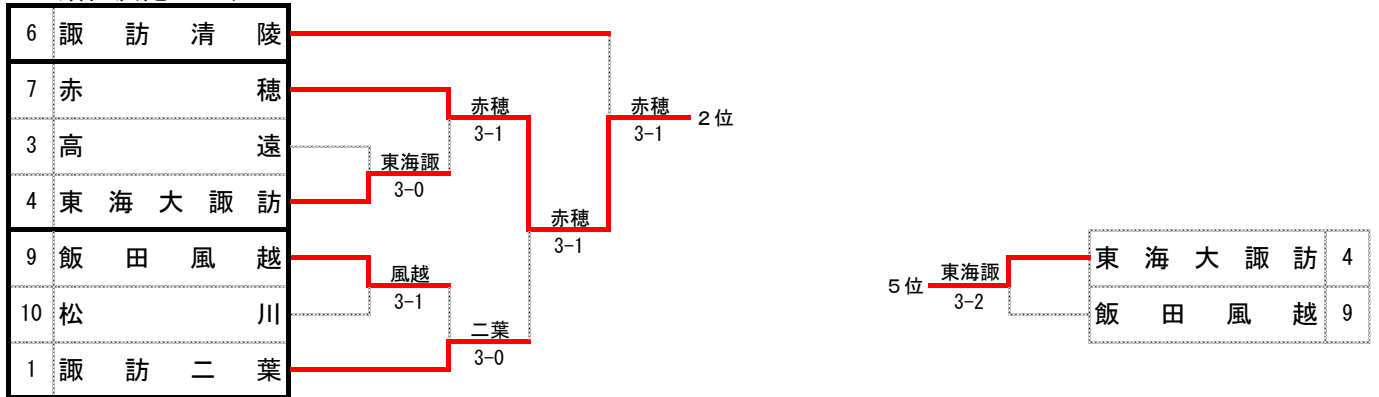 6 諏訪清陵
7 赤穂
赤穂 赤穂
3-1 3-1 2位
3 高遠
東海諏
3-0
4 東海大諏訪
赤穂
3-1
9 飯田風越
風越
3-1
10 松川
二葉
3-0
1 諏訪二葉
東海大諏訪 4
5位 東海諏
3-2
飯田風越 9